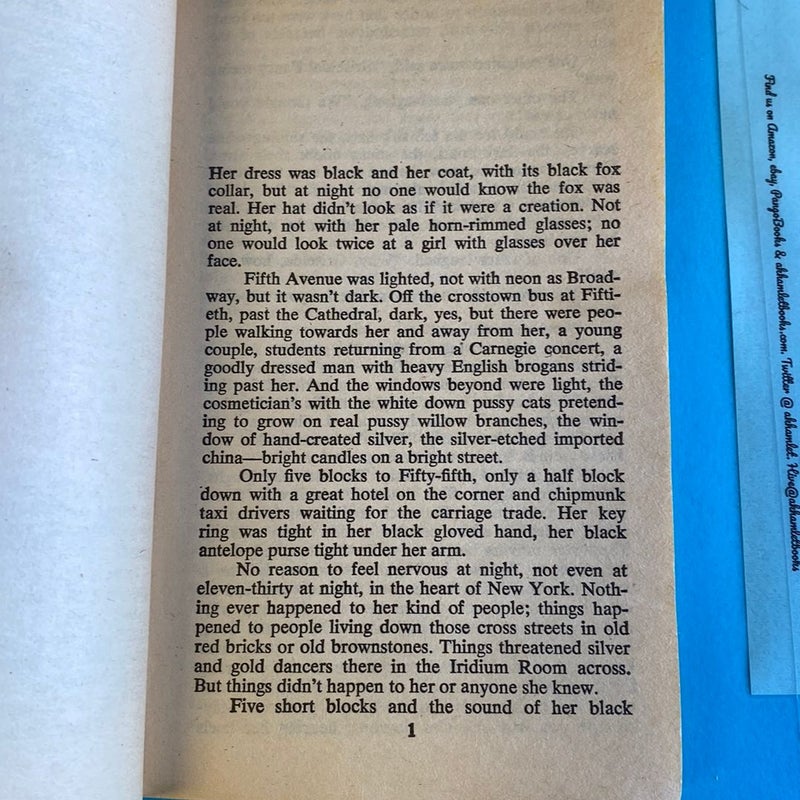 Her dress was black and her coat, with its black fox
collar, but at night no one would know the fox was
real. Her hat didn't look as if it were a creation. Not
at night, not with her pale horn-rimmed glasses; no
one would look twice at a girl with glasses over her
face.
Fifth Avenue was lighted, not with neon as Broad-
way, but it wasn't dark. Off the crosstown bus at Fifti-
eth, past the Cathedral, dark, yes, but there were peo-
ple walking towards her and away from her, a young
couple, students returning from a Carnegie concert, a
goodly dressed man with heavy English brogans strid-
ing past her. And the windows beyond were light, the
cosmetician's with the white down pussy cats pretend-
ing to grow on real pussy willow branches, the win-
dow of hand-created silver, the silver-etched imported
china—bright candles on a bright street.
Only five blocks to Fifty-fifth, only a half block
down with a great hotel on the corner and chipmunk
taxi drivers waiting for the carriage trade. Her key
ring was tight in her black gloved hand, her black
antelope purse tight under her arm.
No reason to feel nervous at night, not even at
eleven-thirty at night, in the heart of New York. Noth-
ing ever happened to her kind of people; things hap-
pened to people living down those cross streets in old
red bricks or old brownstones. Things threatened silver
and gold dancers there in the Iridium Room across.
But things didn't happen to her or anyone she knew.
Five short blocks and the sound of her black
1
Find us on Amazon, ebay, PangoBooks & abhamletbooks.com. Twitter @ abhamlet. Hive@abhamletbooks